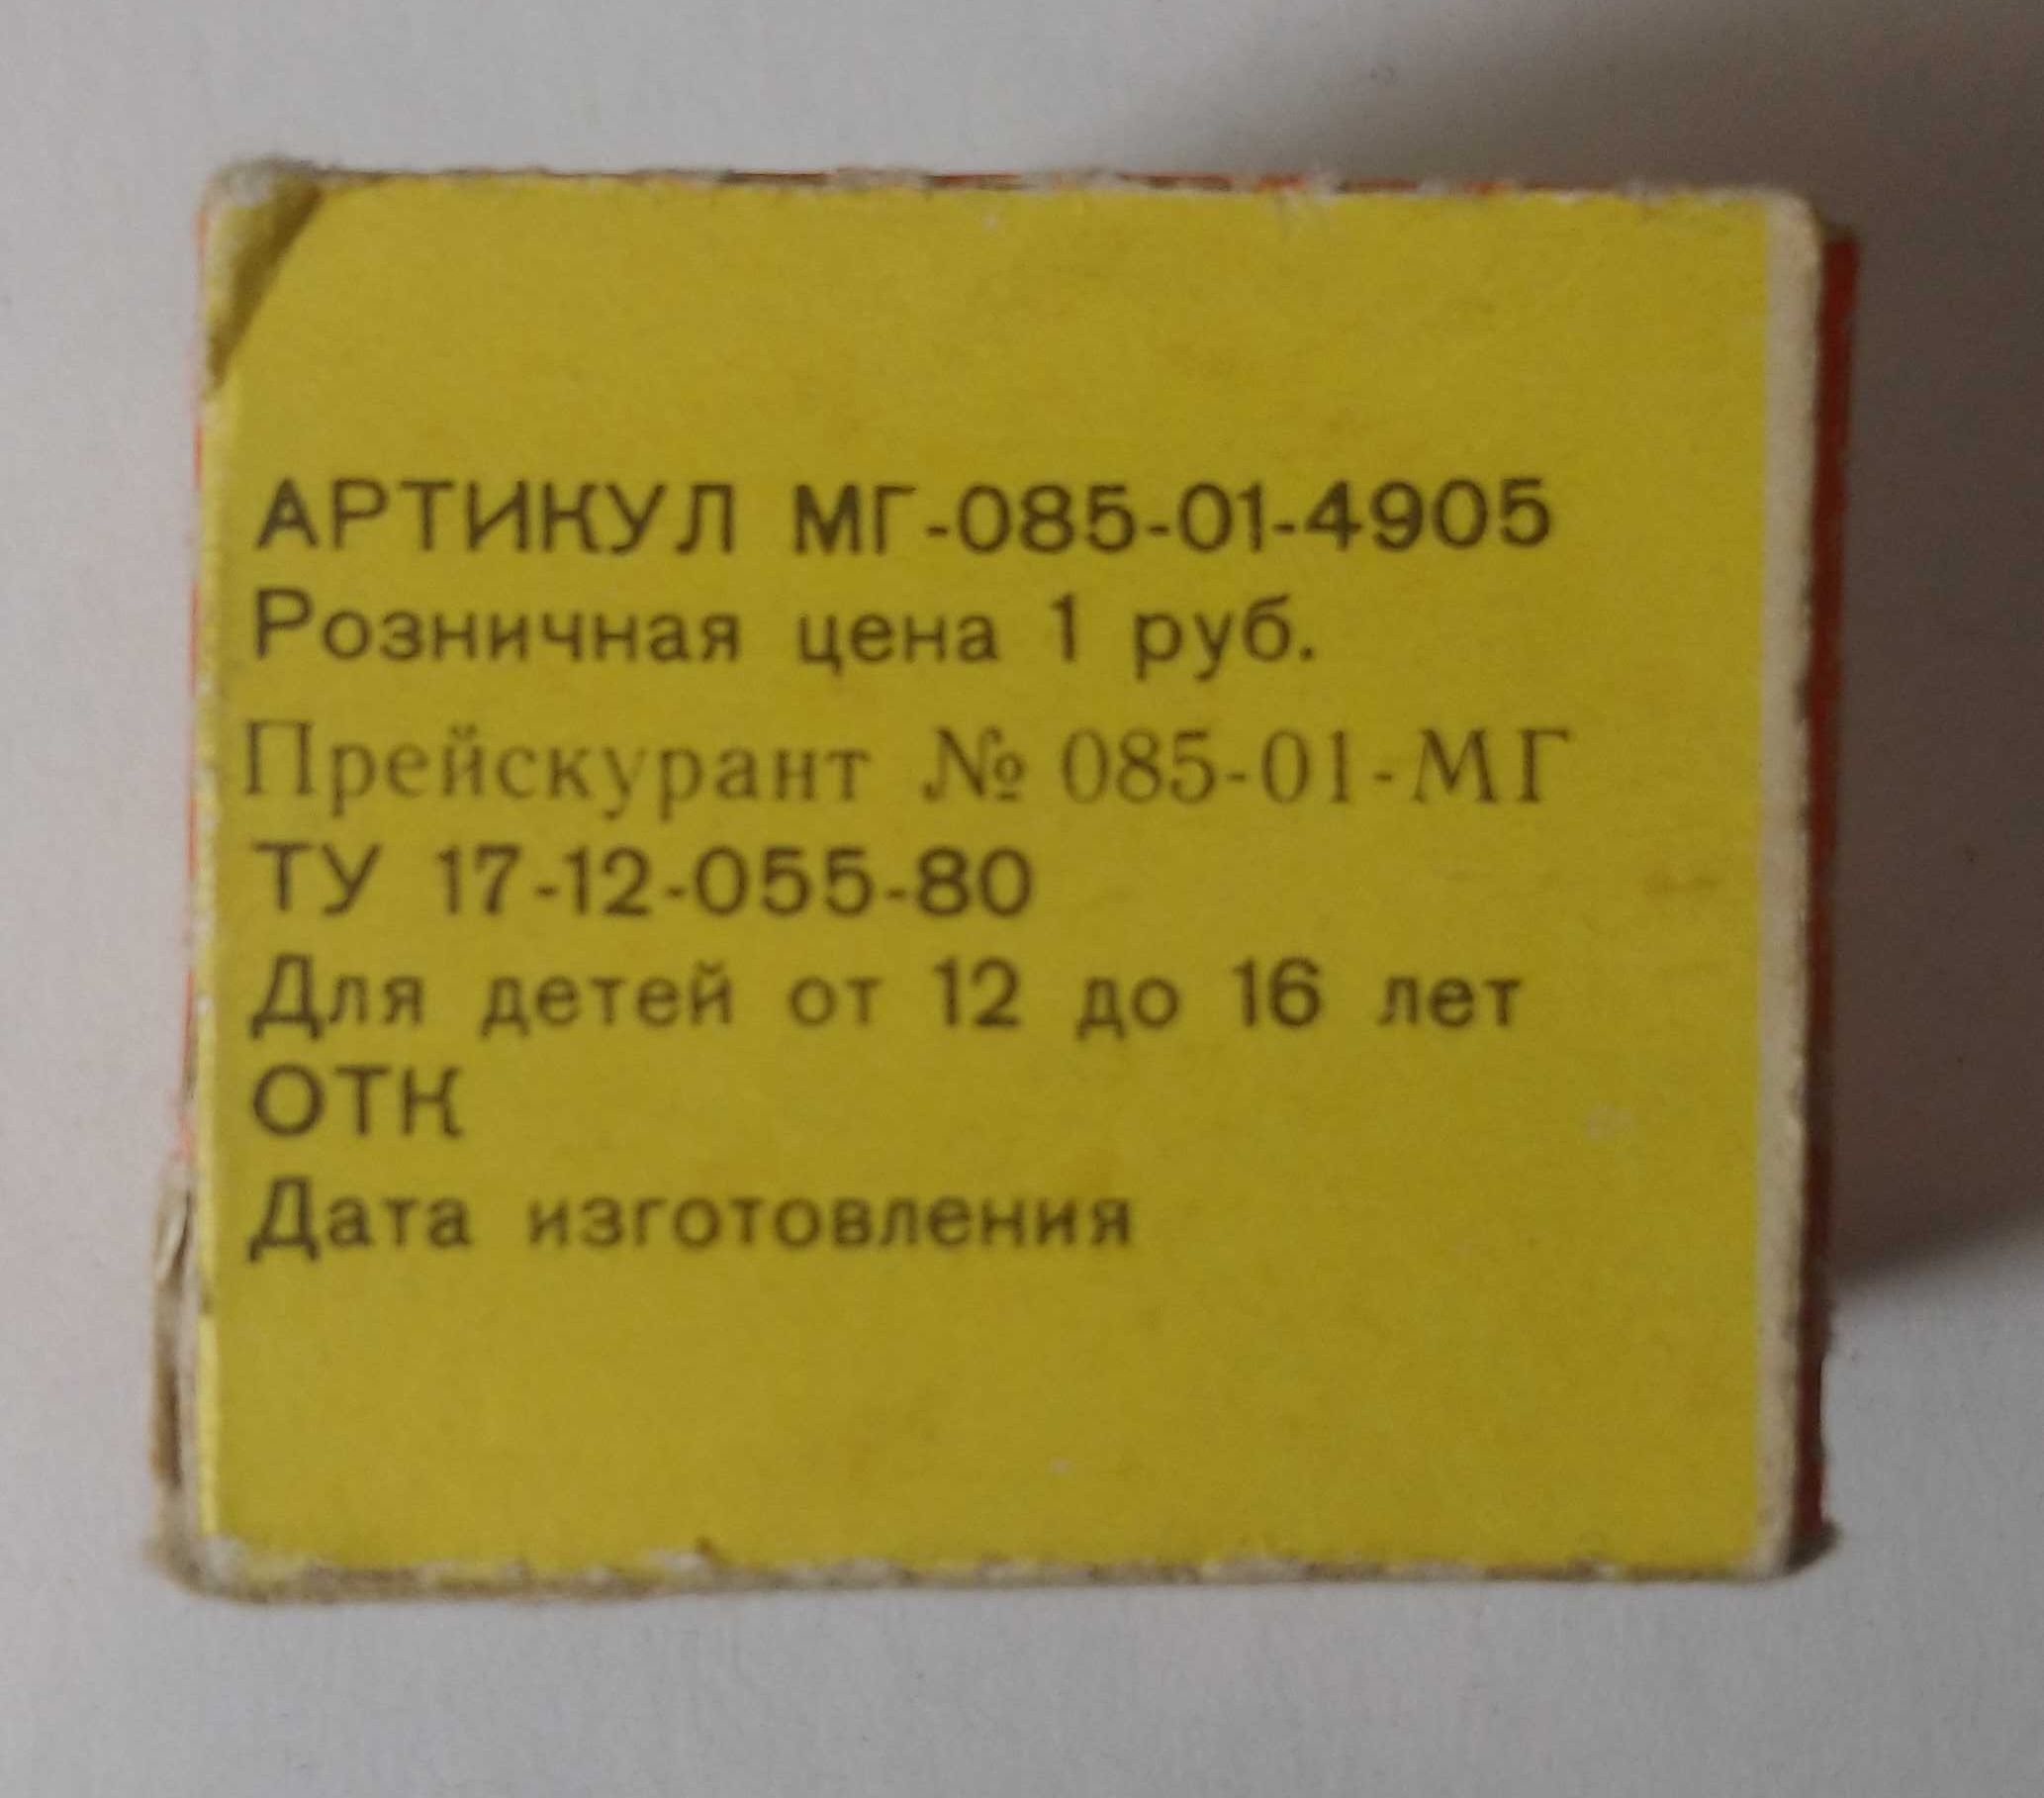 АРТИКУЛ МГ-085-01-4905
Розничная цена 1 руб.
Прейскурант № 085-01-МГ
ТУ 17-12-055-80
Для детей от 12 до 16 лет
ОТК
Дата изготовления